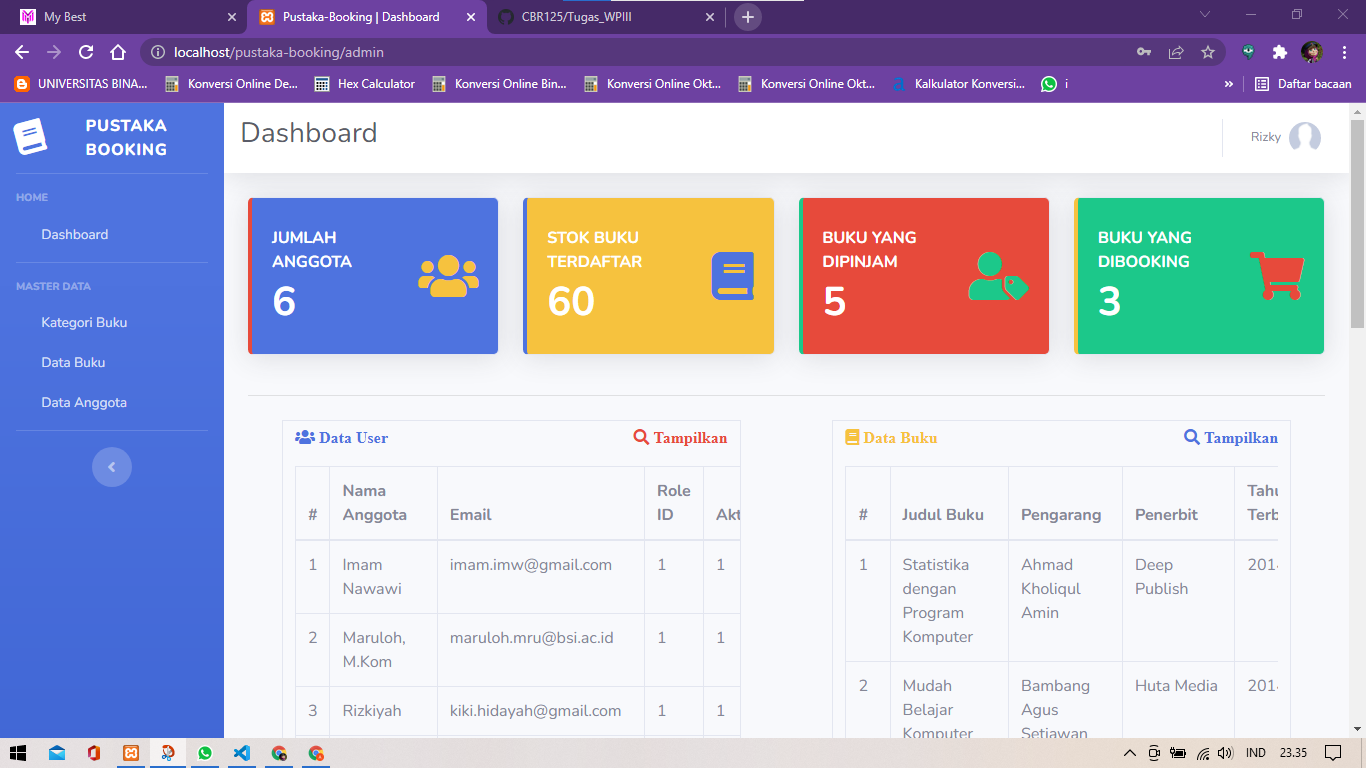 My Best
Pustaka-Booking | Dashboard
CBR125/Tugas_WPIII
localhost/pustaka-booking/admin
UNIVERSITAS BINA...
Konversi Online De...
Hex Calculator
Konversi Online Bin...
Konversi Online Okt...
Konversi Online Okt...
Kalkulator Konversi...
i
»
Daftar bacaan
PUSTAKA
BOOKING
HOME
Dashboard
MASTER DATA
Kategori Buku
Data Buku
Data Anggota
Dashboard
Rizky
JUMLAH
ANGGOTA
6
STOK BUKU
TERDAFTAR
60
BUKU YANG
DIPINJAM
5
BUKU YANG
DIBOOKING
3
Data User
Tampilkan
# Nama Anggota Email Role ID Akt
1 Imam Nawawi imam.imw@gmail.com 1 1
2 Maruloh, M.Kom maruloh.mru@bsi.ac.id 1 1
3 Rizkiyah kiki.hidayah@gmail.com 1 1
Data Buku
Tampilkan
# Judul Buku Pengarang Penerbit Tahu Terb
1 Statistika dengan Program Komputer Ahmad Kholiqul Amin Deep Publish 2014
2 Mudah Belajar Komputer Bambang Agus Setiawan Huta Media 2014
IND
23.35